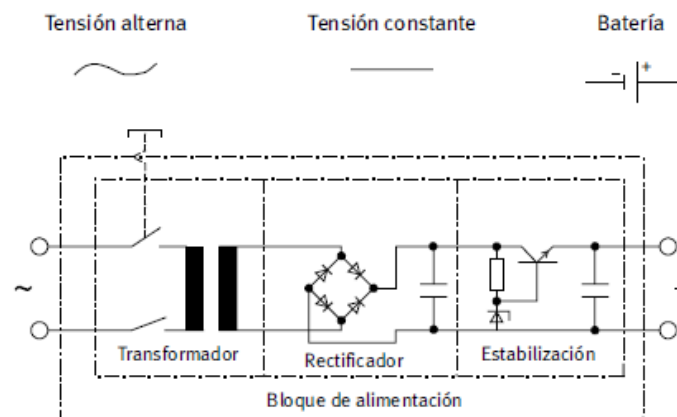 Tensión alterna
Tensión constante
Batería
- +
~
Transformador
Rectificador
Estabilización
Bloque de alimentación